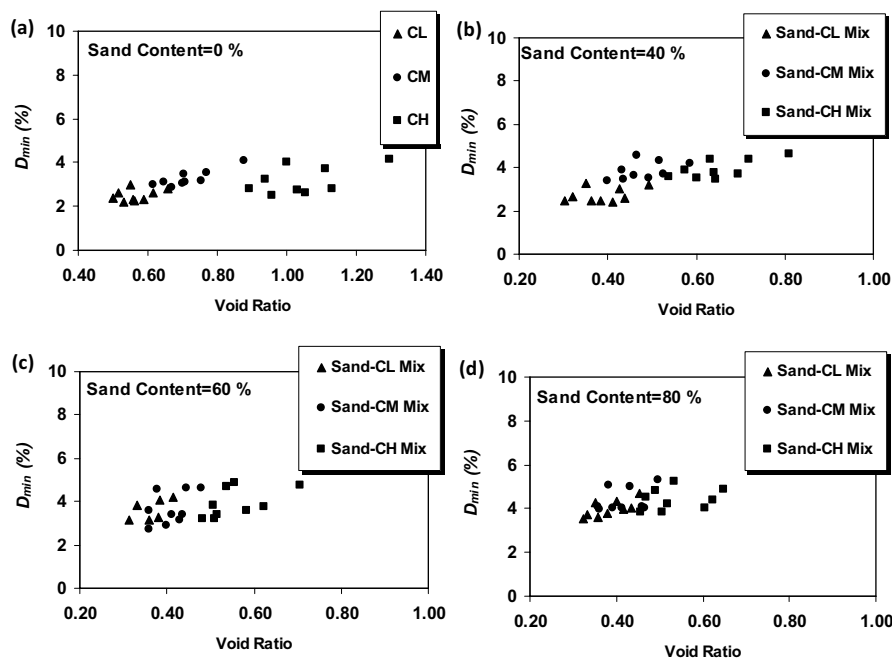 (a)
Sand Content=0 %
CL
CM
CH
D_min (%)
10
8
6
4
2
0
0.40 0.60 0.80 1.00 1.20 1.40
Void Ratio
(b)
Sand Content=40 %
Sand-CL Mix
Sand-CM Mix
Sand-CH Mix
D_min (%)
10
8
6
4
2
0
0.20 0.40 0.60 0.80 1.00
Void Ratio
(c)
Sand Content=60 %
Sand-CL Mix
Sand-CM Mix
Sand-CH Mix
D_min (%)
10
8
6
4
2
0
0.20 0.40 0.60 0.80 1.00
Void Ratio
(d)
Sand Content=80 %
Sand-CL Mix
Sand-CM Mix
Sand-CH Mix
D_min (%)
10
8
6
4
2
0
0.20 0.40 0.60 0.80 1.00
Void Ratio